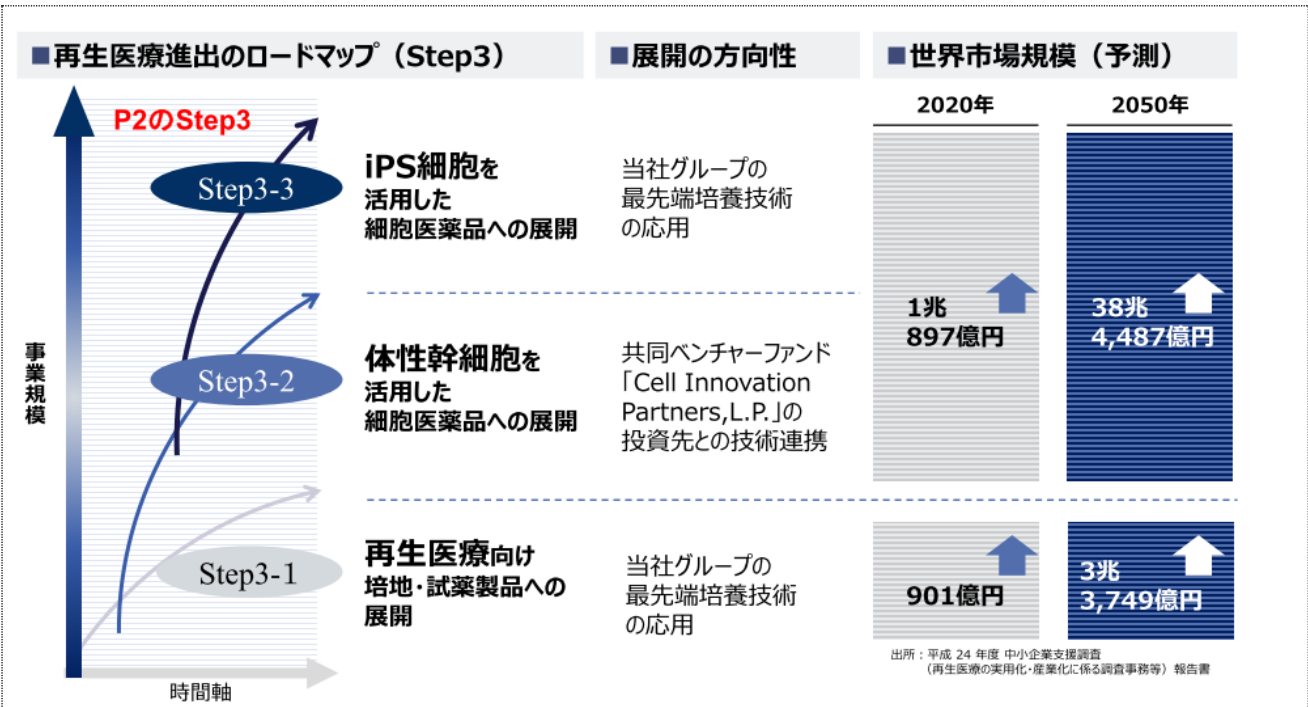 ■再生医療進出のロードマップ（Step3）
■展開の方向性
■世界市場規模（予測）
P2のStep3
2020年
2050年
Step3-3
iPS細胞を
活用した
細胞医薬品への展開
当社グループの
最先端培養技術
の応用
1兆
897億円
38兆
4,487億円
事業規模
Step3-2
体性幹細胞を
活用した
細胞医薬品への展開
共同ベンチャーファンド
「Cell Innovation
Partners,L.P.」の
投資先との技術連携
Step3-1
再生医療向け
培地・試薬製品への
展開
当社グループの
最先端培養技術
の応用
901億円
3兆
3,749億円
出所：平成 24 年度 中小企業支援調査
（再生医療の実用化・産業化に係る調査事務等）報告書
時間軸